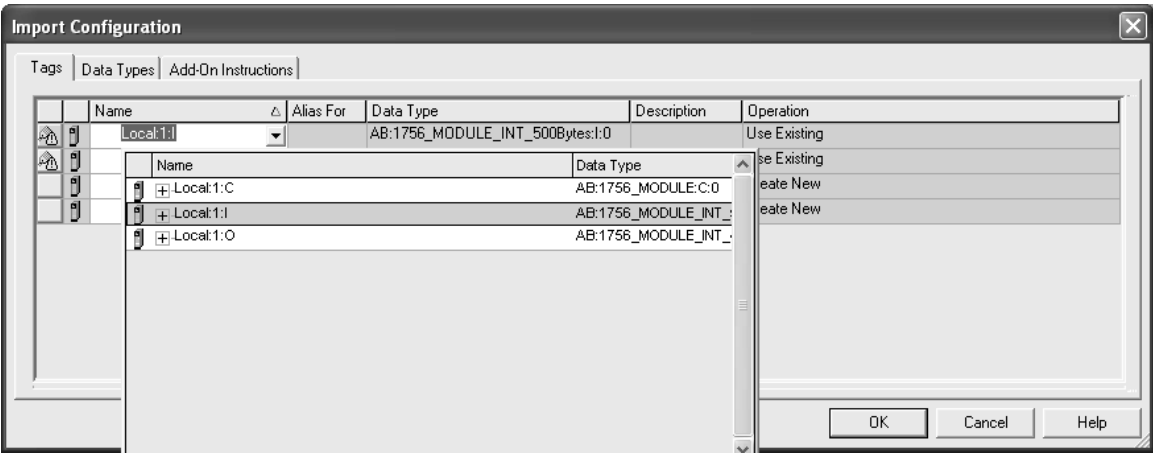 Import Configuration
Tags Data Types Add-On Instructions
Name Alias For Data Type Description Operation
Local:1:I AB:1756_MODULE_INT_500Bytes:I:0 Use Existing
Name Data Type se Existing
Local:1:C AB:1756_MODULE:C:0 eate New
Local:1:I AB:1756_MODULE_INT_ eate New
Local:1:O AB:1756_MODULE_INT_
OK Cancel Help